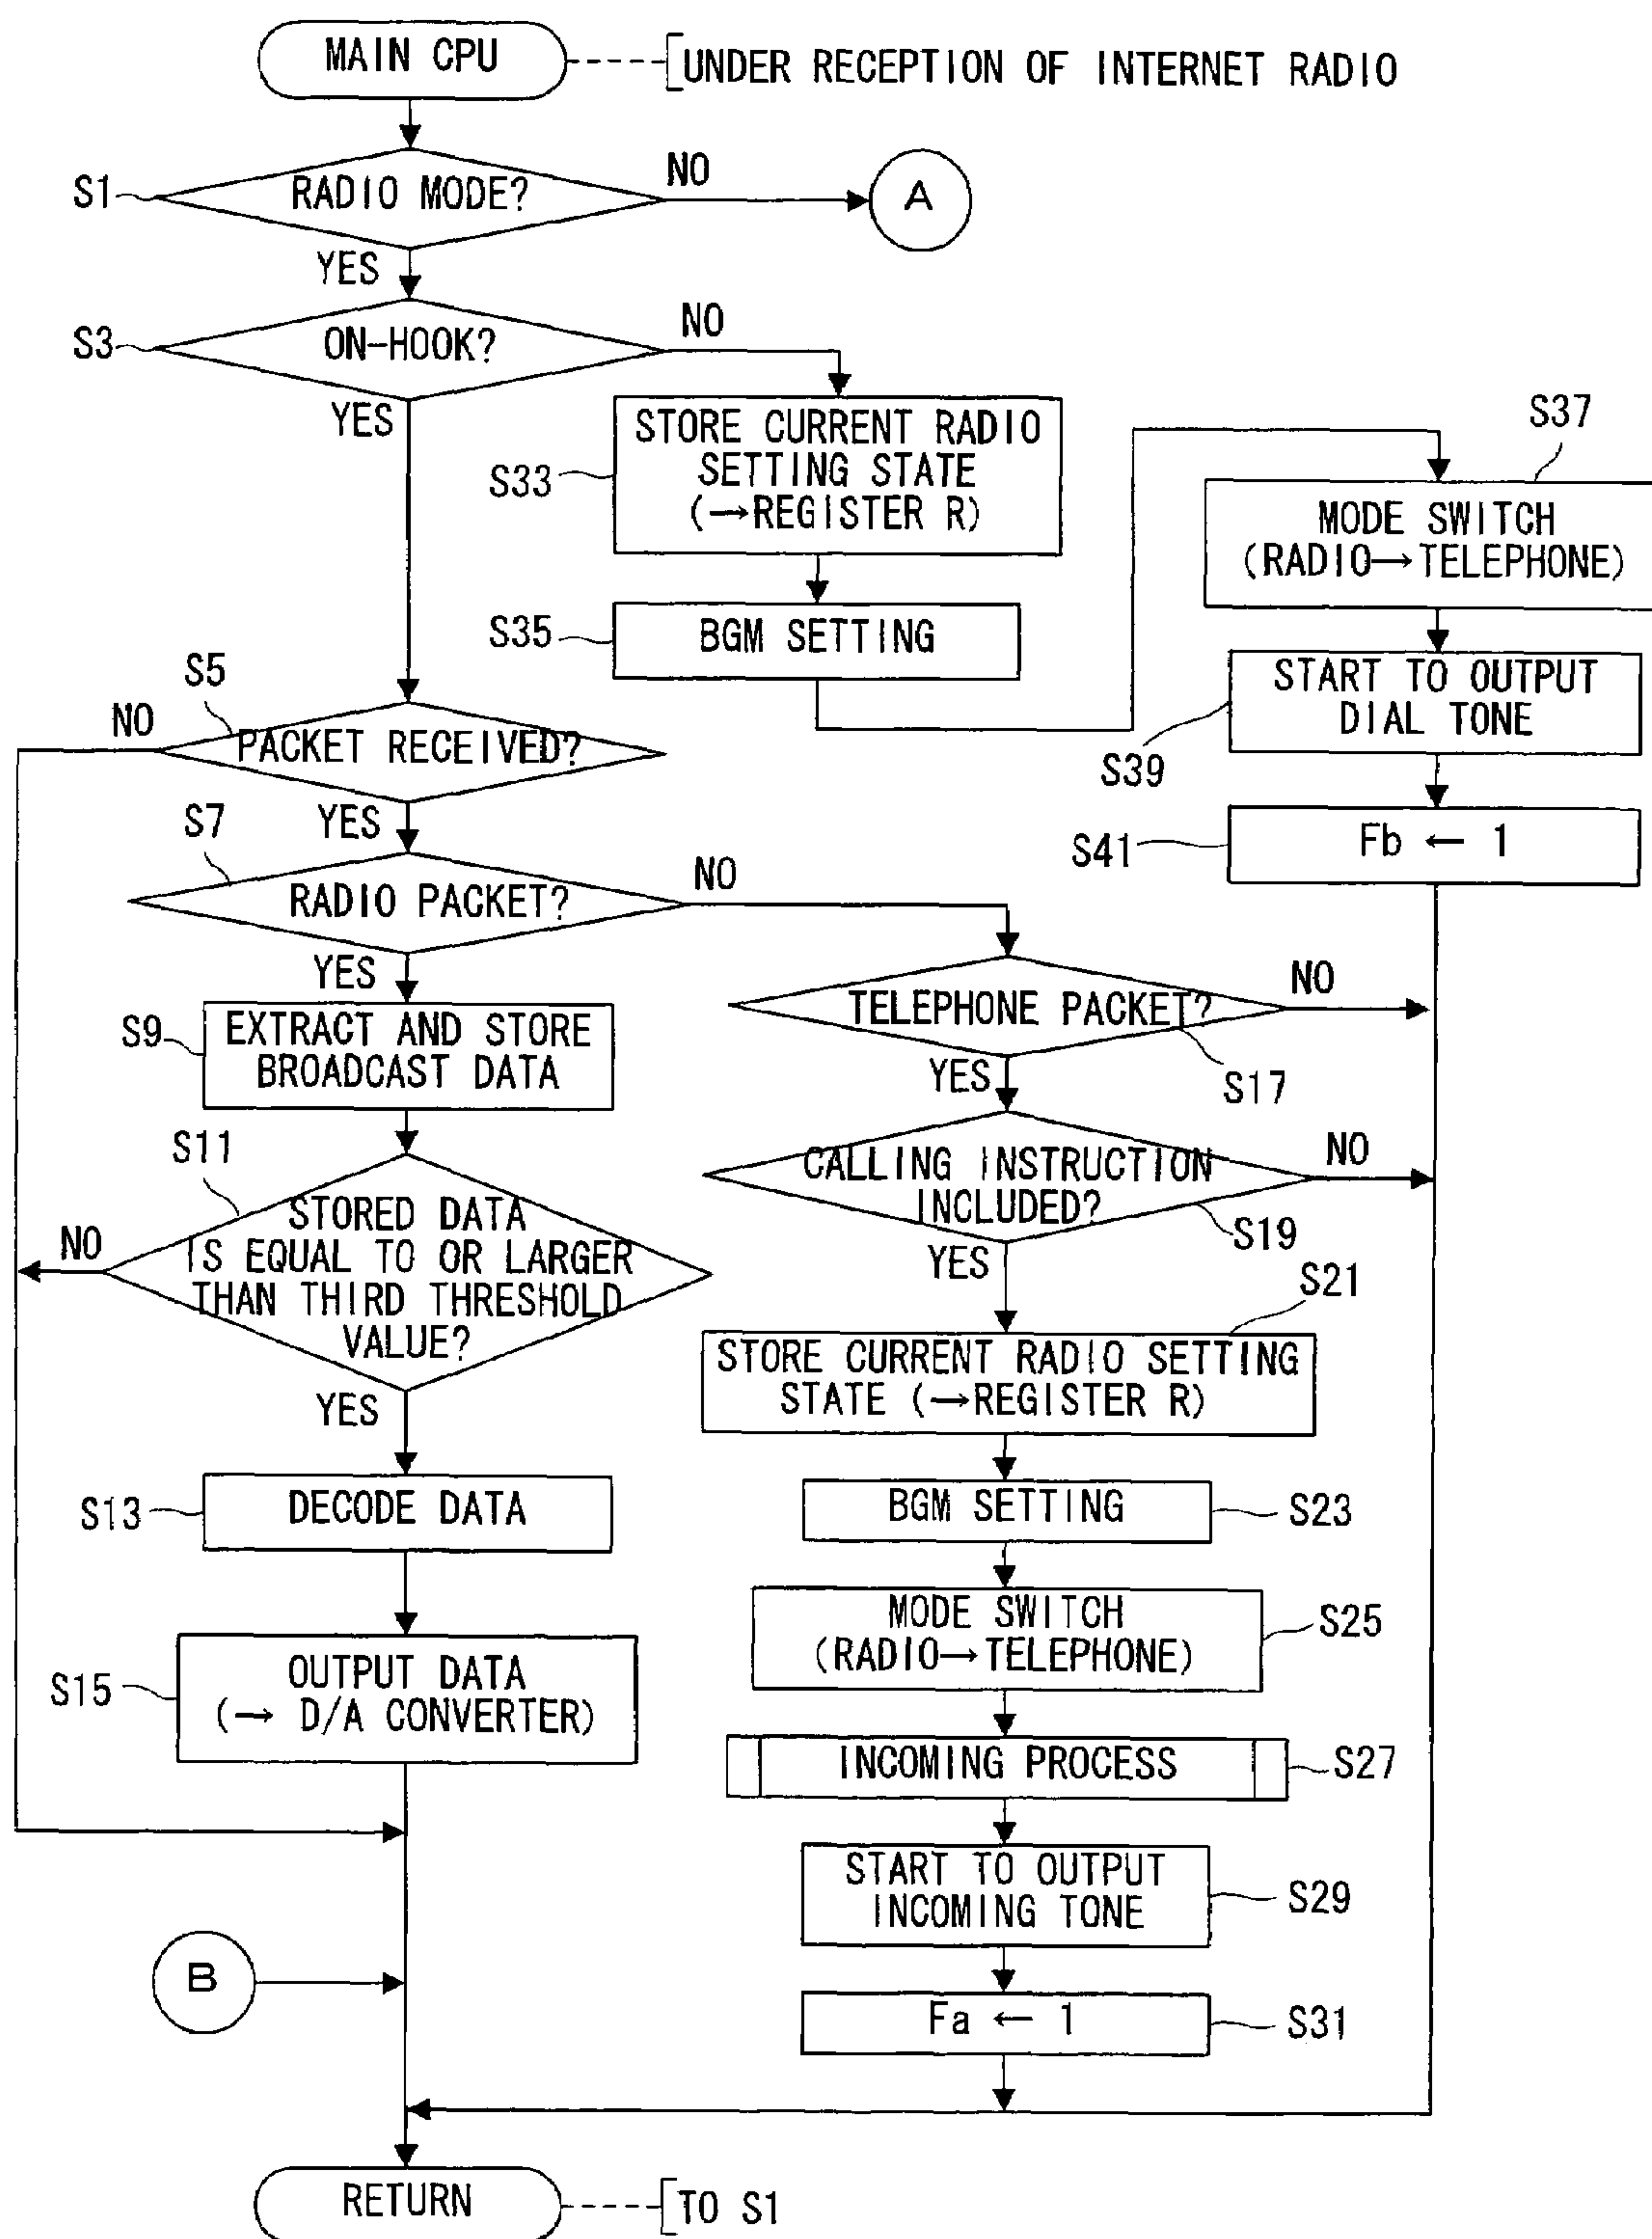 MAIN CPU
UNDER RECEPTION OF INTERNET RADIO
S1
RADIO MODE?
NO
A
YES
S3
ON-HOOK?
NO
YES
S33
STORE CURRENT RADIO
SETTING STATE
(→REGISTER R)
S35
BGM SETTING
S37
MODE SWITCH
(RADIO→TELEPHONE)
START TO OUTPUT
DIAL TONE
S39
S41
Fb ← 1
S5
NO
PACKET RECEIVED?
YES
S7
RADIO PACKET?
NO
YES
S9
EXTRACT AND STORE
BROADCAST DATA
S11
STORED DATA
IS EQUAL TO OR LARGER
THAN THIRD THRESHOLD
VALUE?
NO
YES
S13
DECODE DATA
S15
OUTPUT DATA
(→ D/A CONVERTER)
TELEPHONE PACKET?
NO
S17
YES
CALLING INSTRUCTION
INCLUDED?
NO
S19
YES
S21
STORE CURRENT RADIO SETTING
STATE (→REGISTER R)
BGM SETTING
S23
MODE SWITCH
(RADIO→TELEPHONE)
S25
INCOMING PROCESS
S27
START TO OUTPUT
INCOMING TONE
S29
Fa ← 1
S31
B
RETURN
TO S1